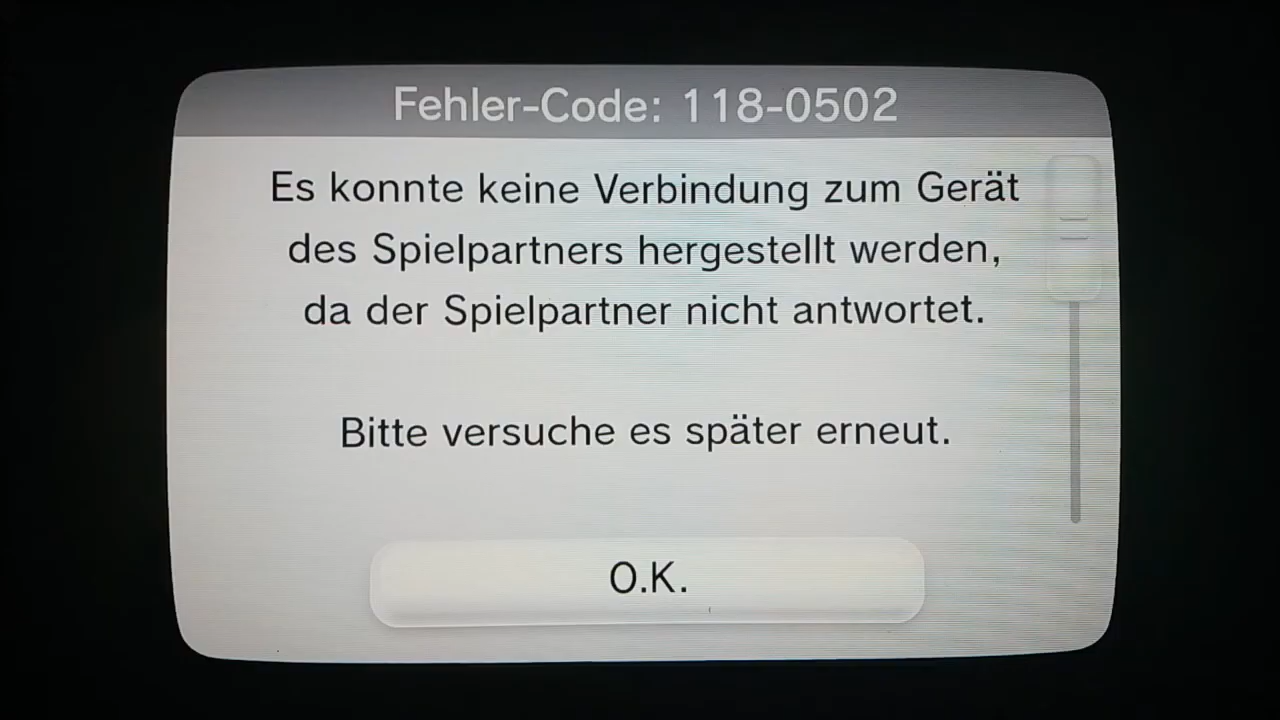 Fehler-Code: 118-0502
Es konnte keine Verbindung zum Gerät
des Spielpartners hergestellt werden,
da der Spielpartner nicht antwortet.
Bitte versuche es später erneut.
O.K.